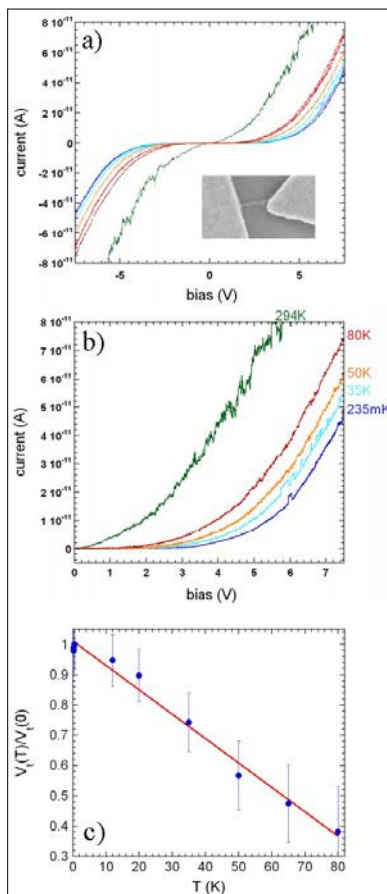 a)
current (A)
8 10⁻¹¹
6 10⁻¹¹
4 10⁻¹¹
2 10⁻¹¹
0
-2 10⁻¹¹
-4 10⁻¹¹
-6 10⁻¹¹
-8 10⁻¹¹
-5 0 5
bias (V)
b)
294K
80K
50K
35K
235mK
current (A)
8 10⁻¹¹
7 10⁻¹¹
6 10⁻¹¹
5 10⁻¹¹
4 10⁻¹¹
3 10⁻¹¹
2 10⁻¹¹
1 10⁻¹¹
0
0 1 2 3 4 5 6 7
bias (V)
Vₜ(T)/Vₜ(0)
1
0.9
0.8
0.7
0.6
0.5
0.4
0.3
c)
0 10 20 30 40 50 60 70 80
T (K)